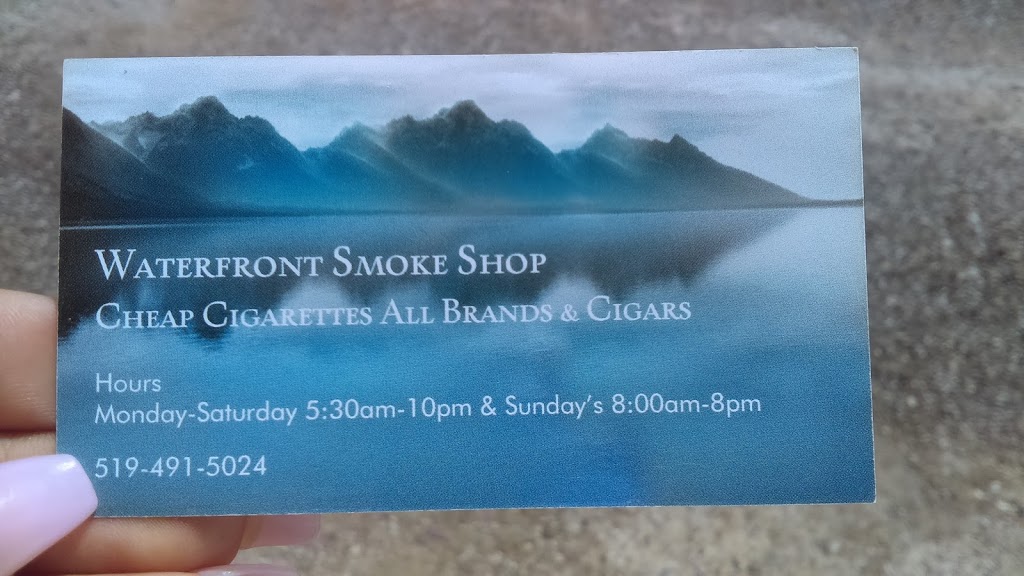 Waterfront Smoke Shop
Cheap Cigarettes All Brands & Cigars
Hours
Monday-Saturday 5:30am-10pm & Sunday's 8:00am-8pm
519-491-5024